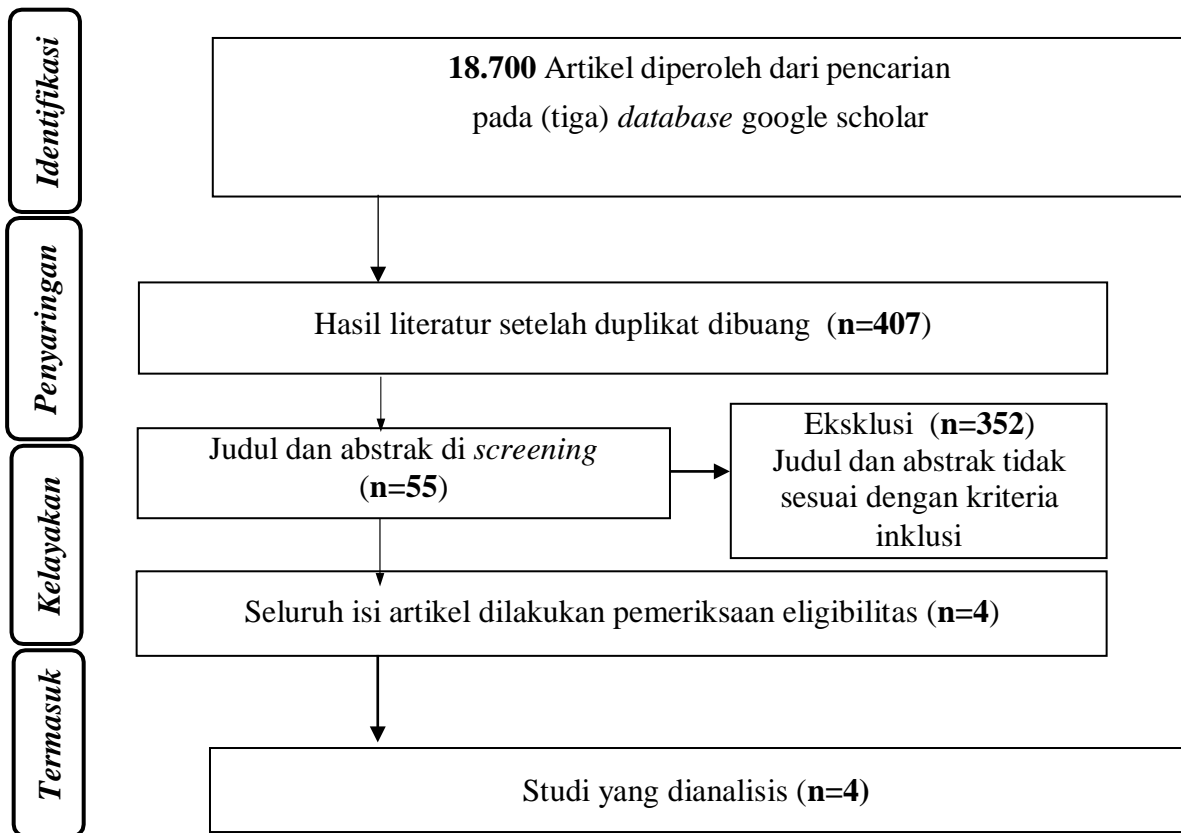 Identifikasi
18.700 Artikel diperoleh dari pencarian
pada (tiga) database google scholar
Penyaringan
Hasil literatur setelah duplikat dibuang (n=407)
Judul dan abstrak di screening
(n=55)
Eksklusi (n=352)
Judul dan abstrak tidak
sesuai dengan kriteria
inklusi
Kelayakan
Seluruh isi artikel dilakukan pemeriksaan eligibilitas (n=4)
Termasuk
Studi yang dianalisis (n=4)